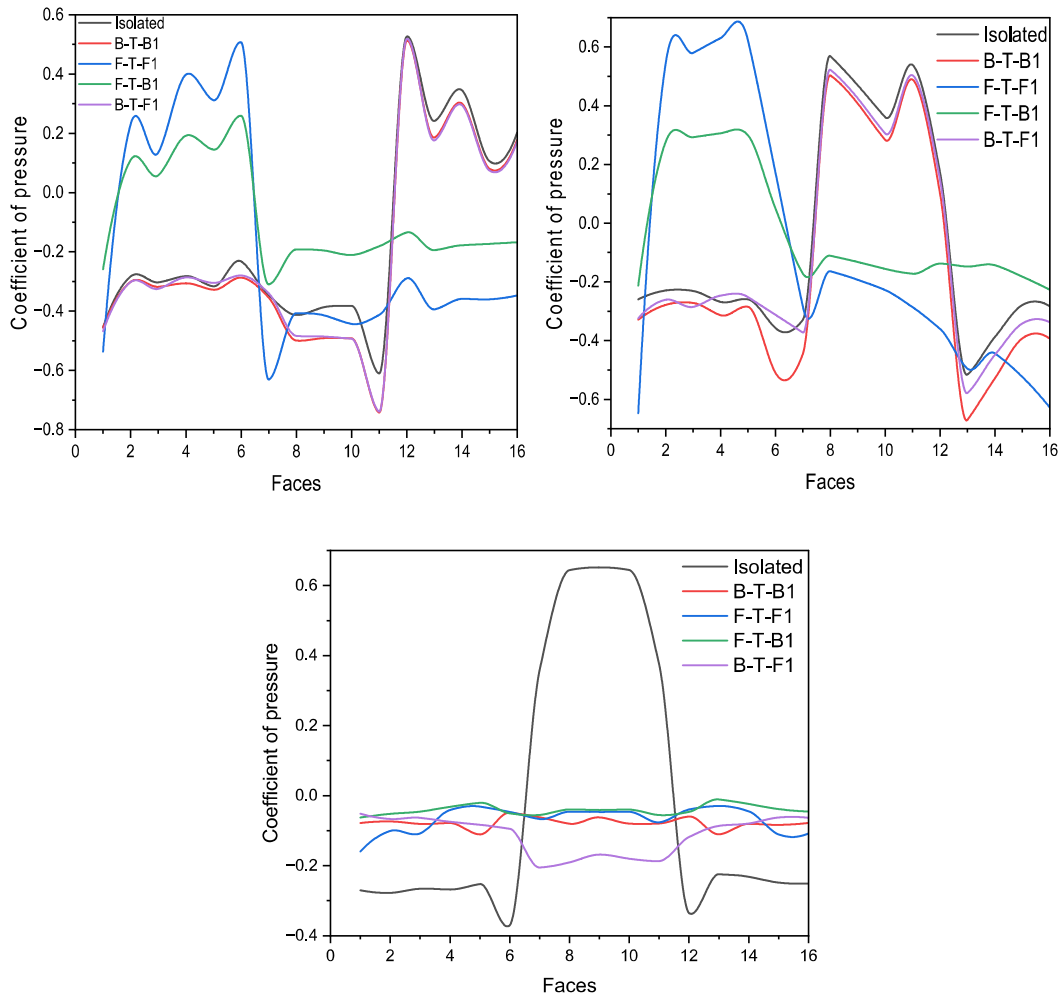 Isolated
B-T-B1
F-T-F1
F-T-B1
B-T-F1
0.6
0.4
0.2
0.0
−0.2
−0.4
−0.6
−0.8
Coefficient of pressure
0 2 4 6 8 10 12 14 16
Faces
Isolated
B-T-B1
F-T-F1
F-T-B1
B-T-F1
0.6
0.4
0.2
0.0
−0.2
−0.4
−0.6
Coefficient of pressure
0 2 4 6 8 10 12 14 16
Faces
Isolated
B-T-B1
F-T-F1
F-T-B1
B-T-F1
0.6
0.4
0.2
0.0
−0.2
−0.4
Coefficient of pressure
0 2 4 6 8 10 12 14 16
Faces